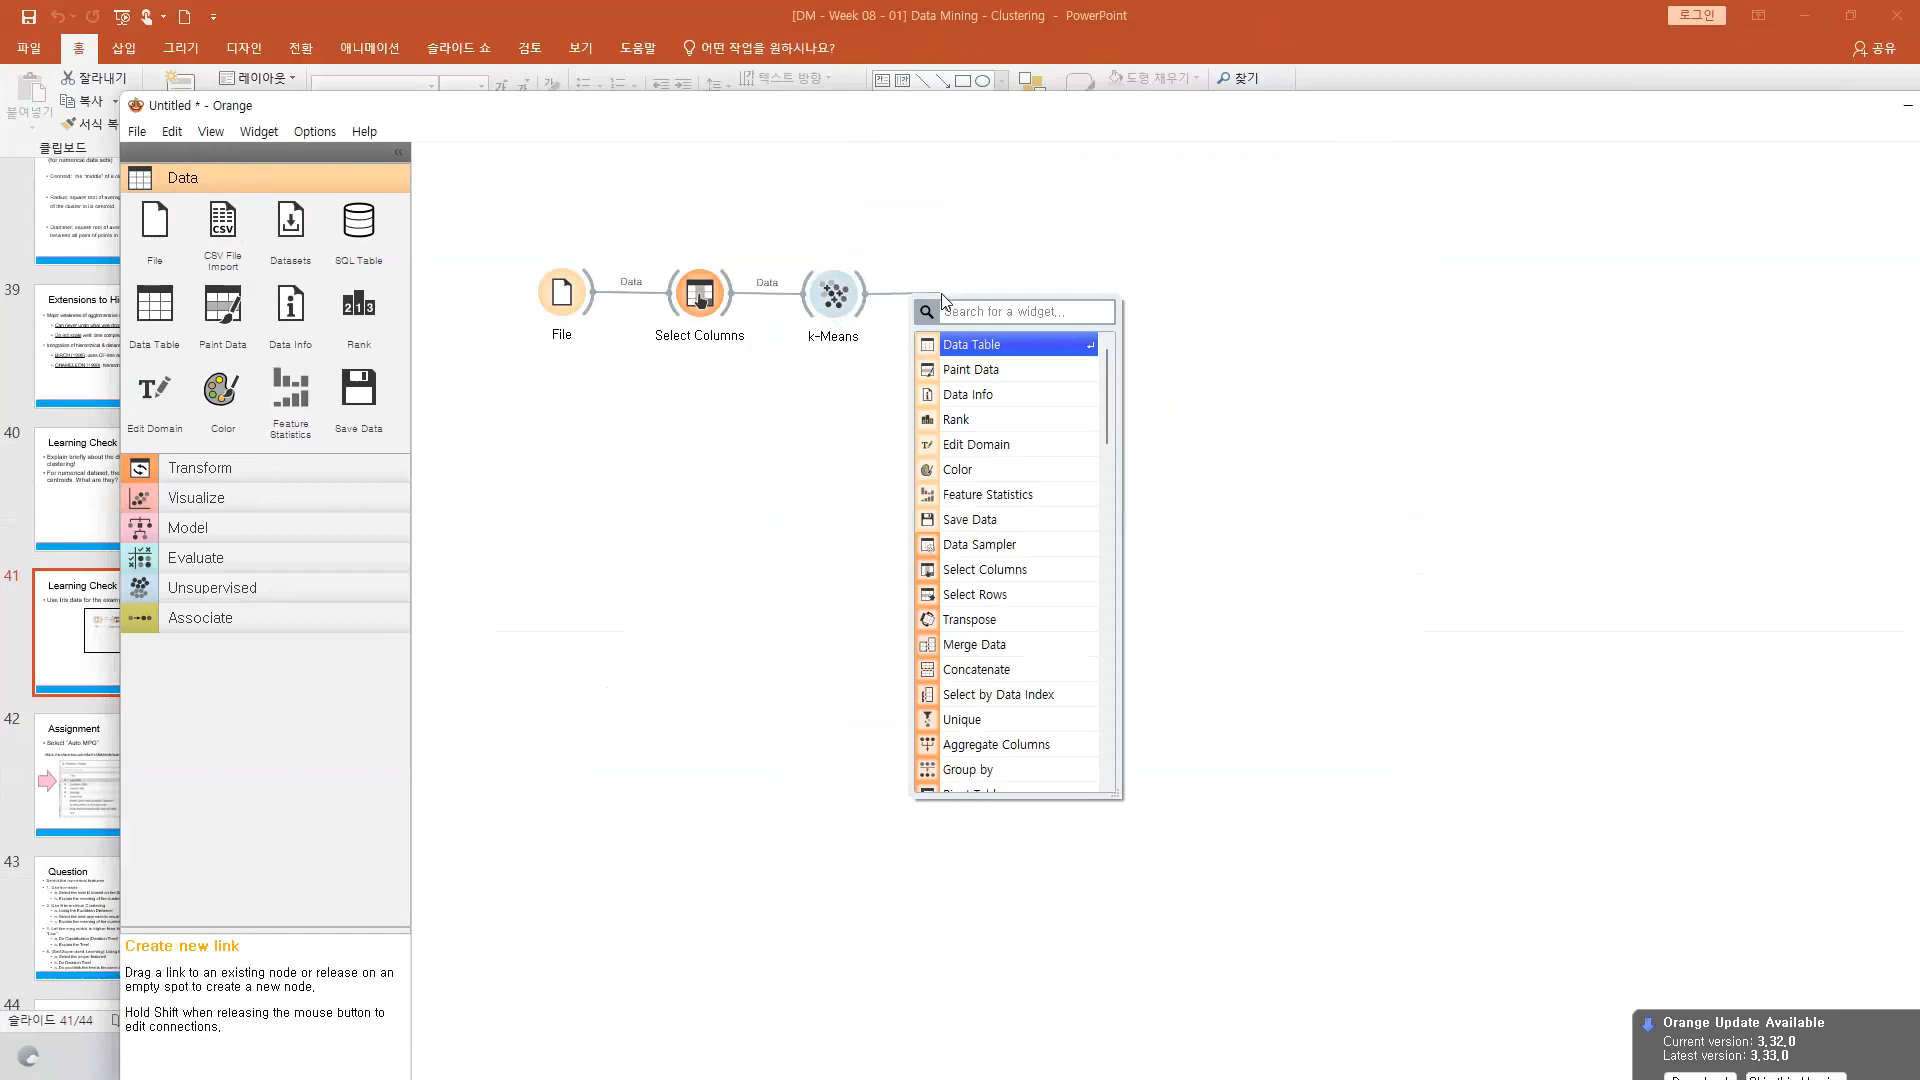 [DM - Week 08 - 01] Data Mining - Clustering - PowerPoint
로그인
파일
홈
삽입
그리기
디자인
전환
애니메이션
슬라이드 쇼
검토
보기
도움말
어떤 작업을 원하시나요?
공유
붙여넣기
잘라내기
복사
서식 복
클립보드
레이아웃
텍스트 방향
도형 채우기
찾기
Untitled * - Orange
File
Edit
View
Widget
Options
Help
Data
File
CSV File
Import
Datasets
SQL Table
Data Table
Paint Data
Data Info
Rank
Edit Domain
Color
Feature
Statistics
Save Data
Transform
Visualize
Model
Evaluate
Unsupervised
Associate
Create new link
Drag a link to an existing node or release on an
empty spot to create a new node.
Hold Shift when releasing the mouse button to
edit connections.
File
Data
Select Columns
Data
k-Means
Search for a widget...
Data Table
Paint Data
Data Info
Rank
Edit Domain
Color
Feature Statistics
Save Data
Data Sampler
Select Columns
Select Rows
Transpose
Merge Data
Concatenate
Select by Data Index
Unique
Aggregate Columns
Group by
39
Extensions to Hi
40
Learning Check
41
Learning Check
42
Assignment
• Select "Auto MPG"
43
Question
44
슬라이드 41/44
Orange Update Available
Current version: 3.32.0
Latest version: 3.33.0